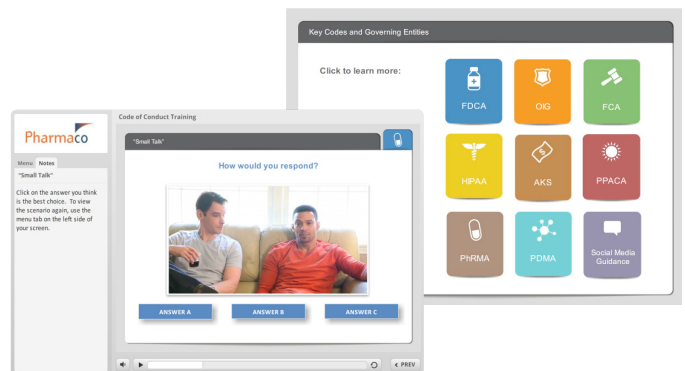 Key Codes and Governing Entities
Click to learn more:
FDCA
OIG
FCA
HIPAA
AKS
PPACA
PhRMA
PDMA
Social Media
Guidance
Pharmaco
Code of Conduct Training
Menu
Notes
"Small Talk"
Click on the answer you think
is the best choice. To view
the scenario again, use the
menu tab on the left side of
your screen.
"Small Talk"
How would you respond?
ANSWER A
ANSWER B
ANSWER C
PREV